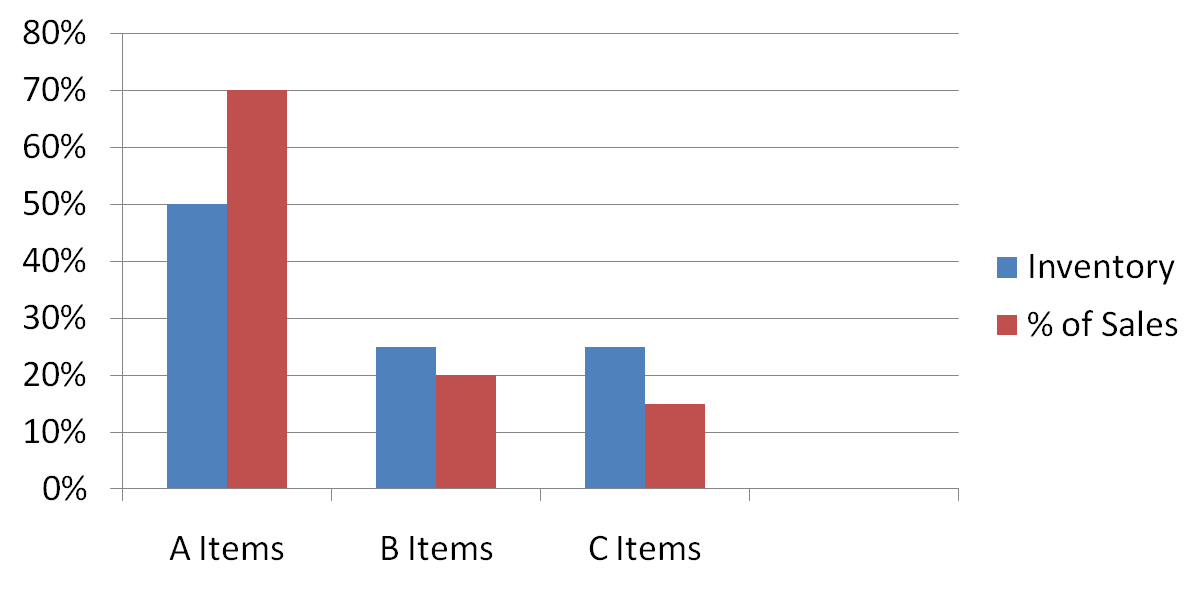 80%
70%
60%
50%
40%
30%
20%
10%
0%
A Items
B Items
C Items
Inventory
% of Sales